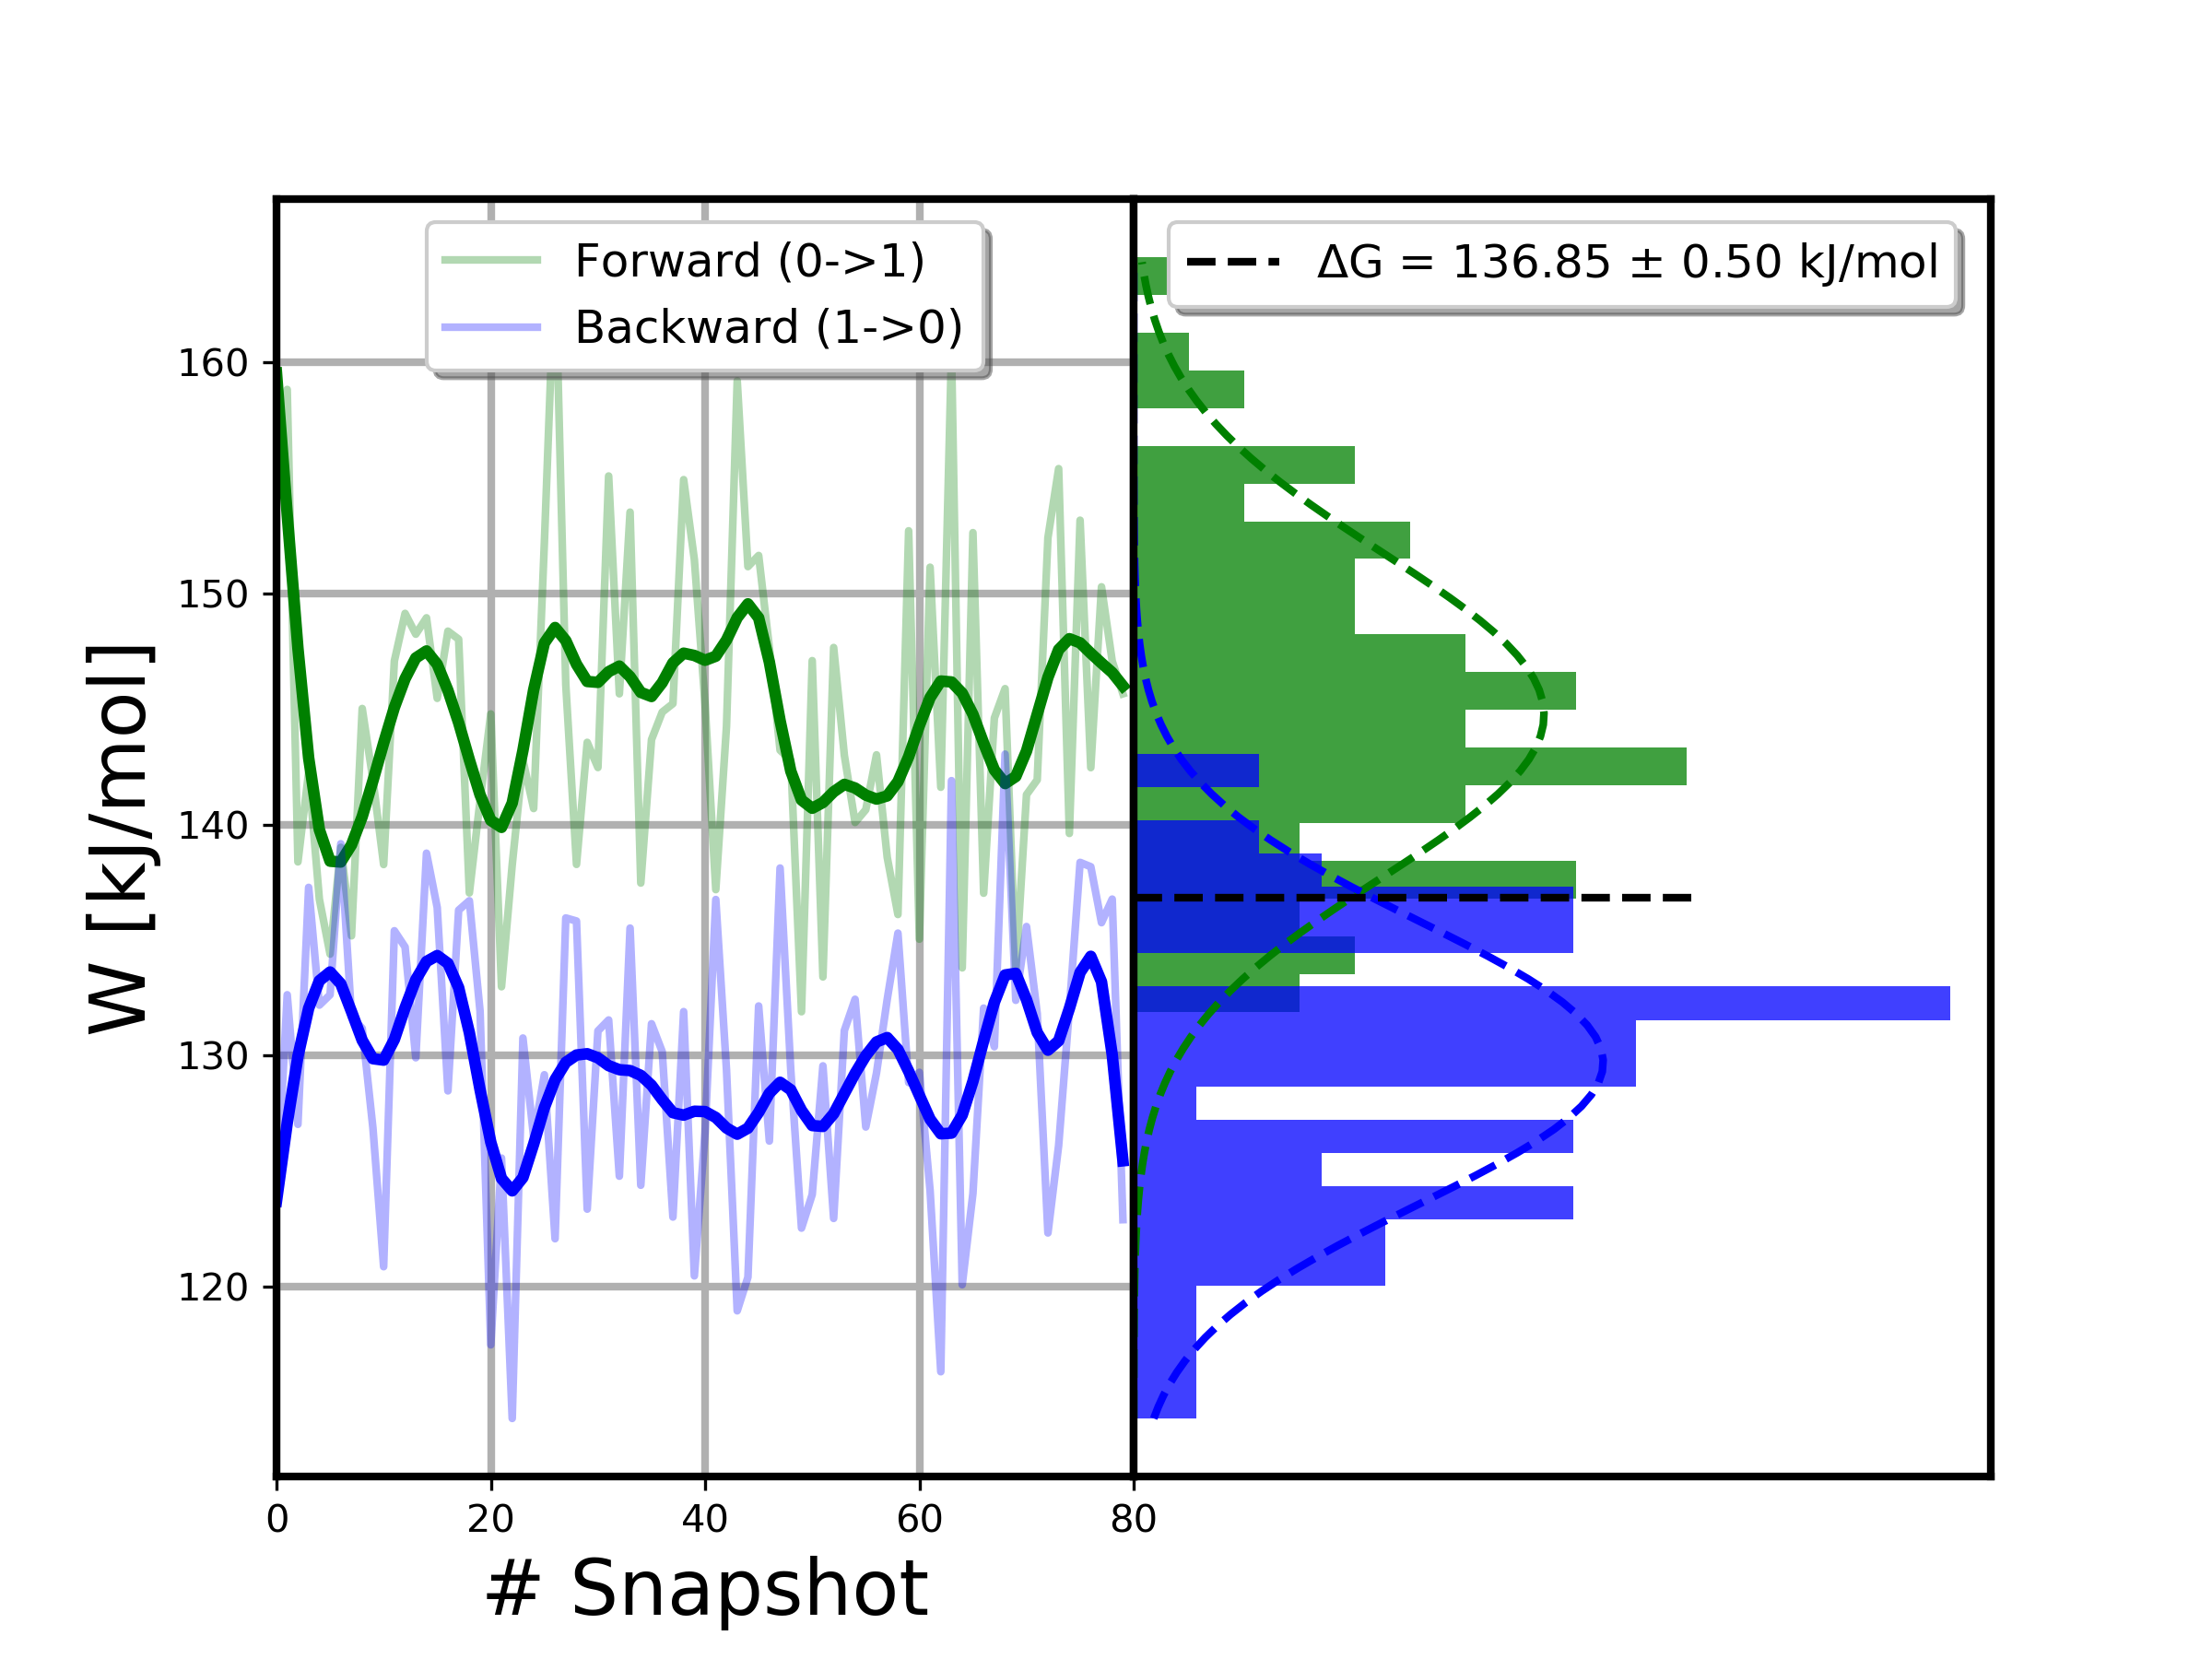 Forward (0->1)
Backward (1->0)
ΔG = 136.85 ± 0.50 kJ/mol
160
150
140
130
120
W [kJ/mol]
0 20 40 60 80
# Snapshot